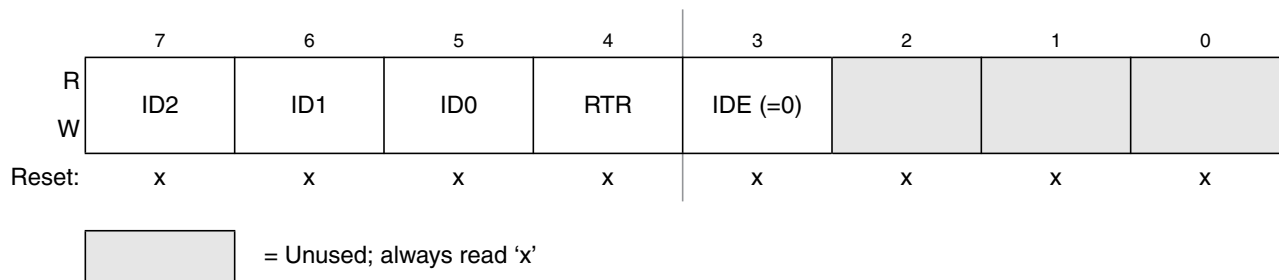 7 6 5 4 3 2 1 0
R
ID2 ID1 ID0 RTR IDE (=0)
W
Reset: x x x x x x x x
= Unused; always read ‘x’